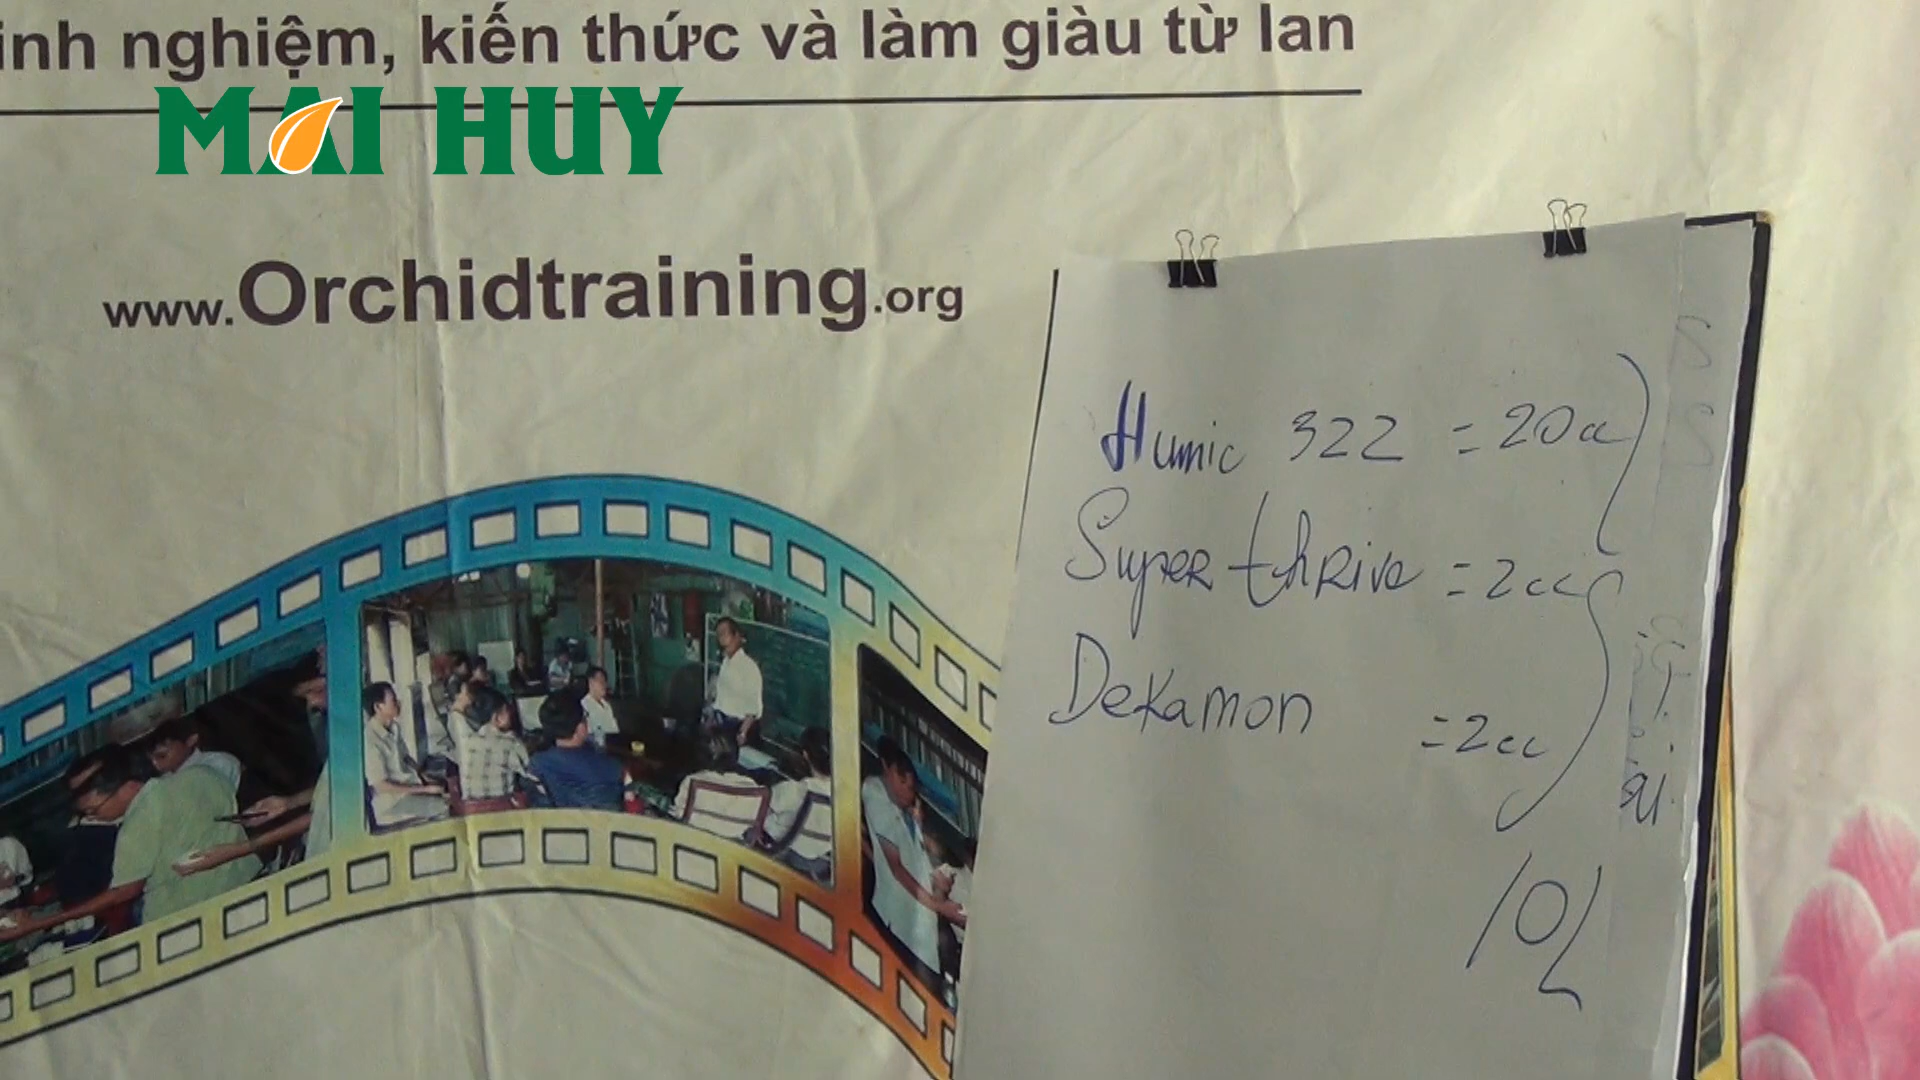 inh nghiệm, kiến thức và làm giàu từ lan
MAI HUY
www.Orchidtraining.org
Humic 322 = 20cc
Super thrive = 2cc
Dekamon = 2cc
10L